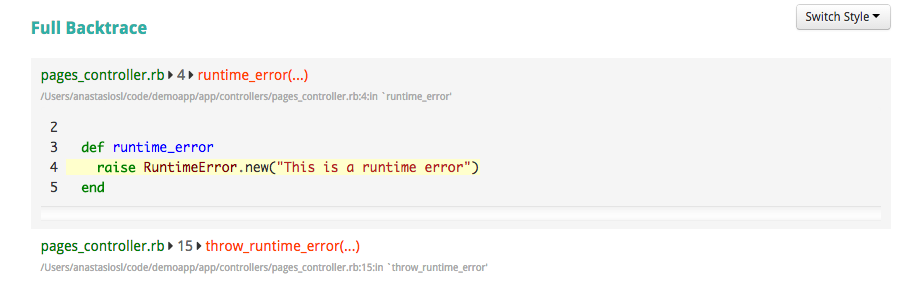 Full Backtrace
Switch Style
pages_controller.rb 4 runtime_error(...)
/Users/anastasiosl/code/demoapp/app/controllers/pages_controller.rb:4:in `runtime_error'
2
3 def runtime_error
4 raise RuntimeError.new("This is a runtime error")
5 end
pages_controller.rb 15 throw_runtime_error(...)
/Users/anastasiosl/code/demoapp/app/controllers/pages_controller.rb:15:in `throw_runtime_error'